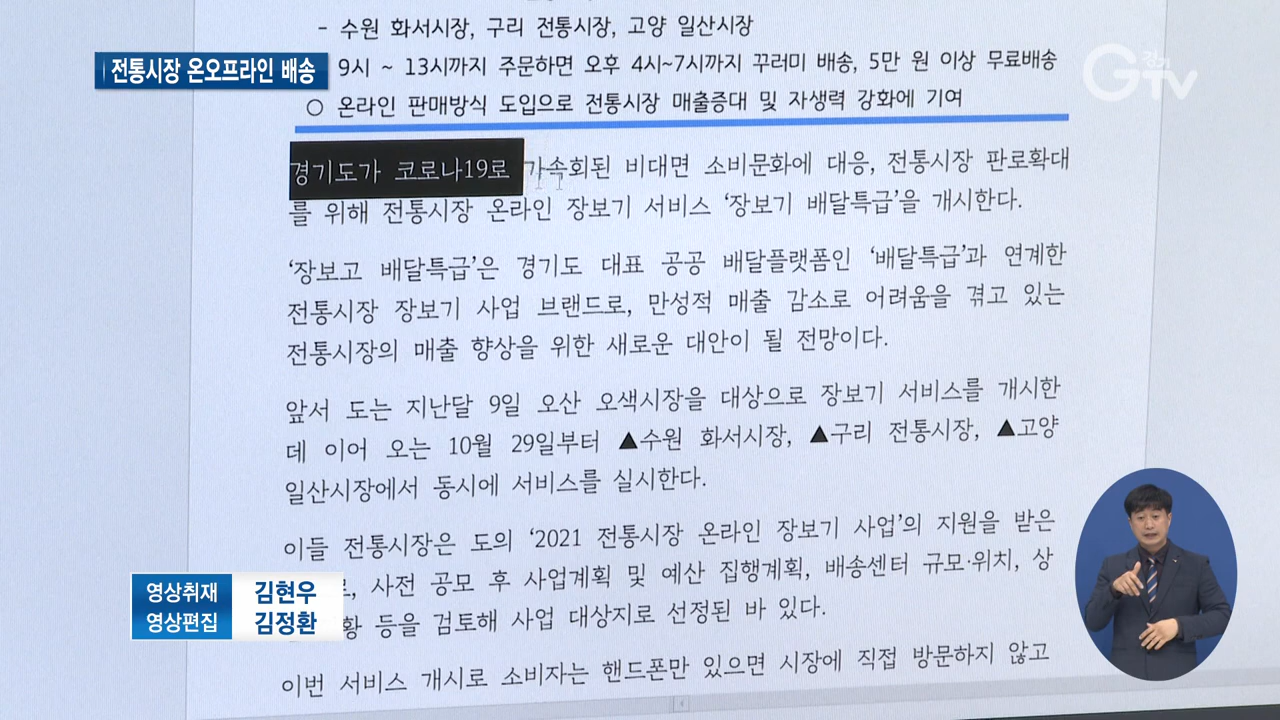 전통시장 온오프라인 배송
경기
GTV
- 수원 화서시장, 구리 전통시장, 고양 일산시장
9시 ~ 13시까지 주문하면 오후 4시~7시까지 꾸러미 배송, 5만 원 이상 무료배송
○ 온라인 판매방식 도입으로 전통시장 매출증대 및 자생력 강화에 기여
경기도가 코로나19로 가속회된 비대면 소비문화에 대응, 전통시장 판로확대
를 위해 전통시장 온라인 장보기 서비스 ‘장보기 배달특급’을 개시한다.
‘장보고 배달특급’은 경기도 대표 공공 배달플랫폼인 ‘배달특급’과 연계한
전통시장 장보기 사업 브랜드로, 만성적 매출 감소로 어려움을 겪고 있는
전통시장의 매출 향상을 위한 새로운 대안이 될 전망이다.
앞서 도는 지난달 9일 오산 오색시장을 대상으로 장보기 서비스를 개시한
데 이어 오는 10월 29일부터 ▲수원 화서시장, ▲구리 전통시장, ▲고양
일산시장에서 동시에 서비스를 실시한다.
이들 전통시장은 도의 ‘2021 전통시장 온라인 장보기 사업’의 지원을 받은
사전 공모 후 사업계획 및 예산 집행계획, 배송센터 규모·위치, 상
황 등을 검토해 사업 대상지로 선정된 바 있다.
이번 서비스 개시로 소비자는 핸드폰만 있으면 시장에 직접 방문하지 않고
영상취재 김현우
영상편집 김정환